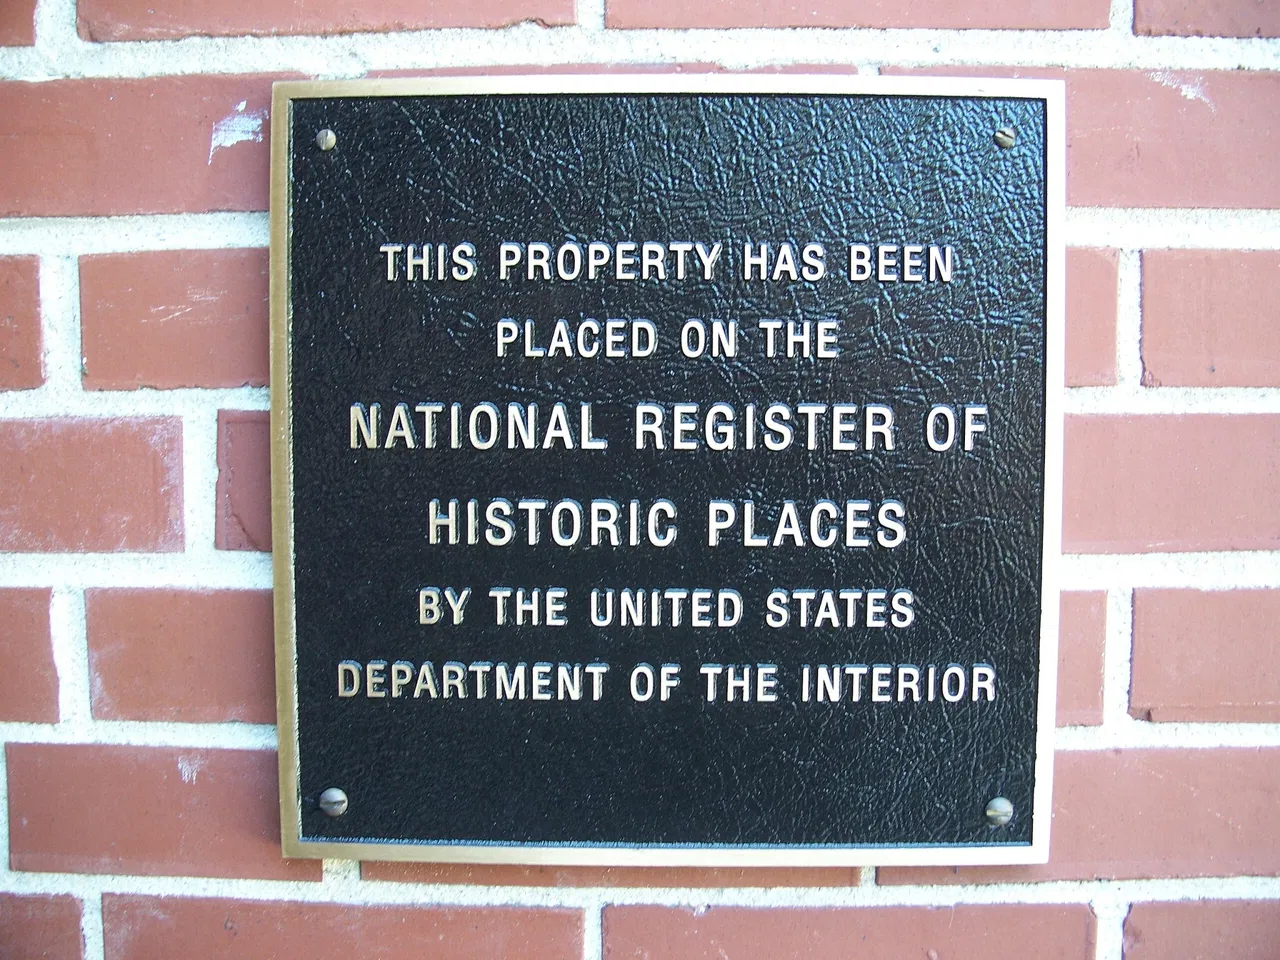 THIS PROPERTY HAS BEEN
PLACED ON THE
NATIONAL REGISTER OF
HISTORIC PLACES
BY THE UNITED STATES
DEPARTMENT OF THE INTERIOR